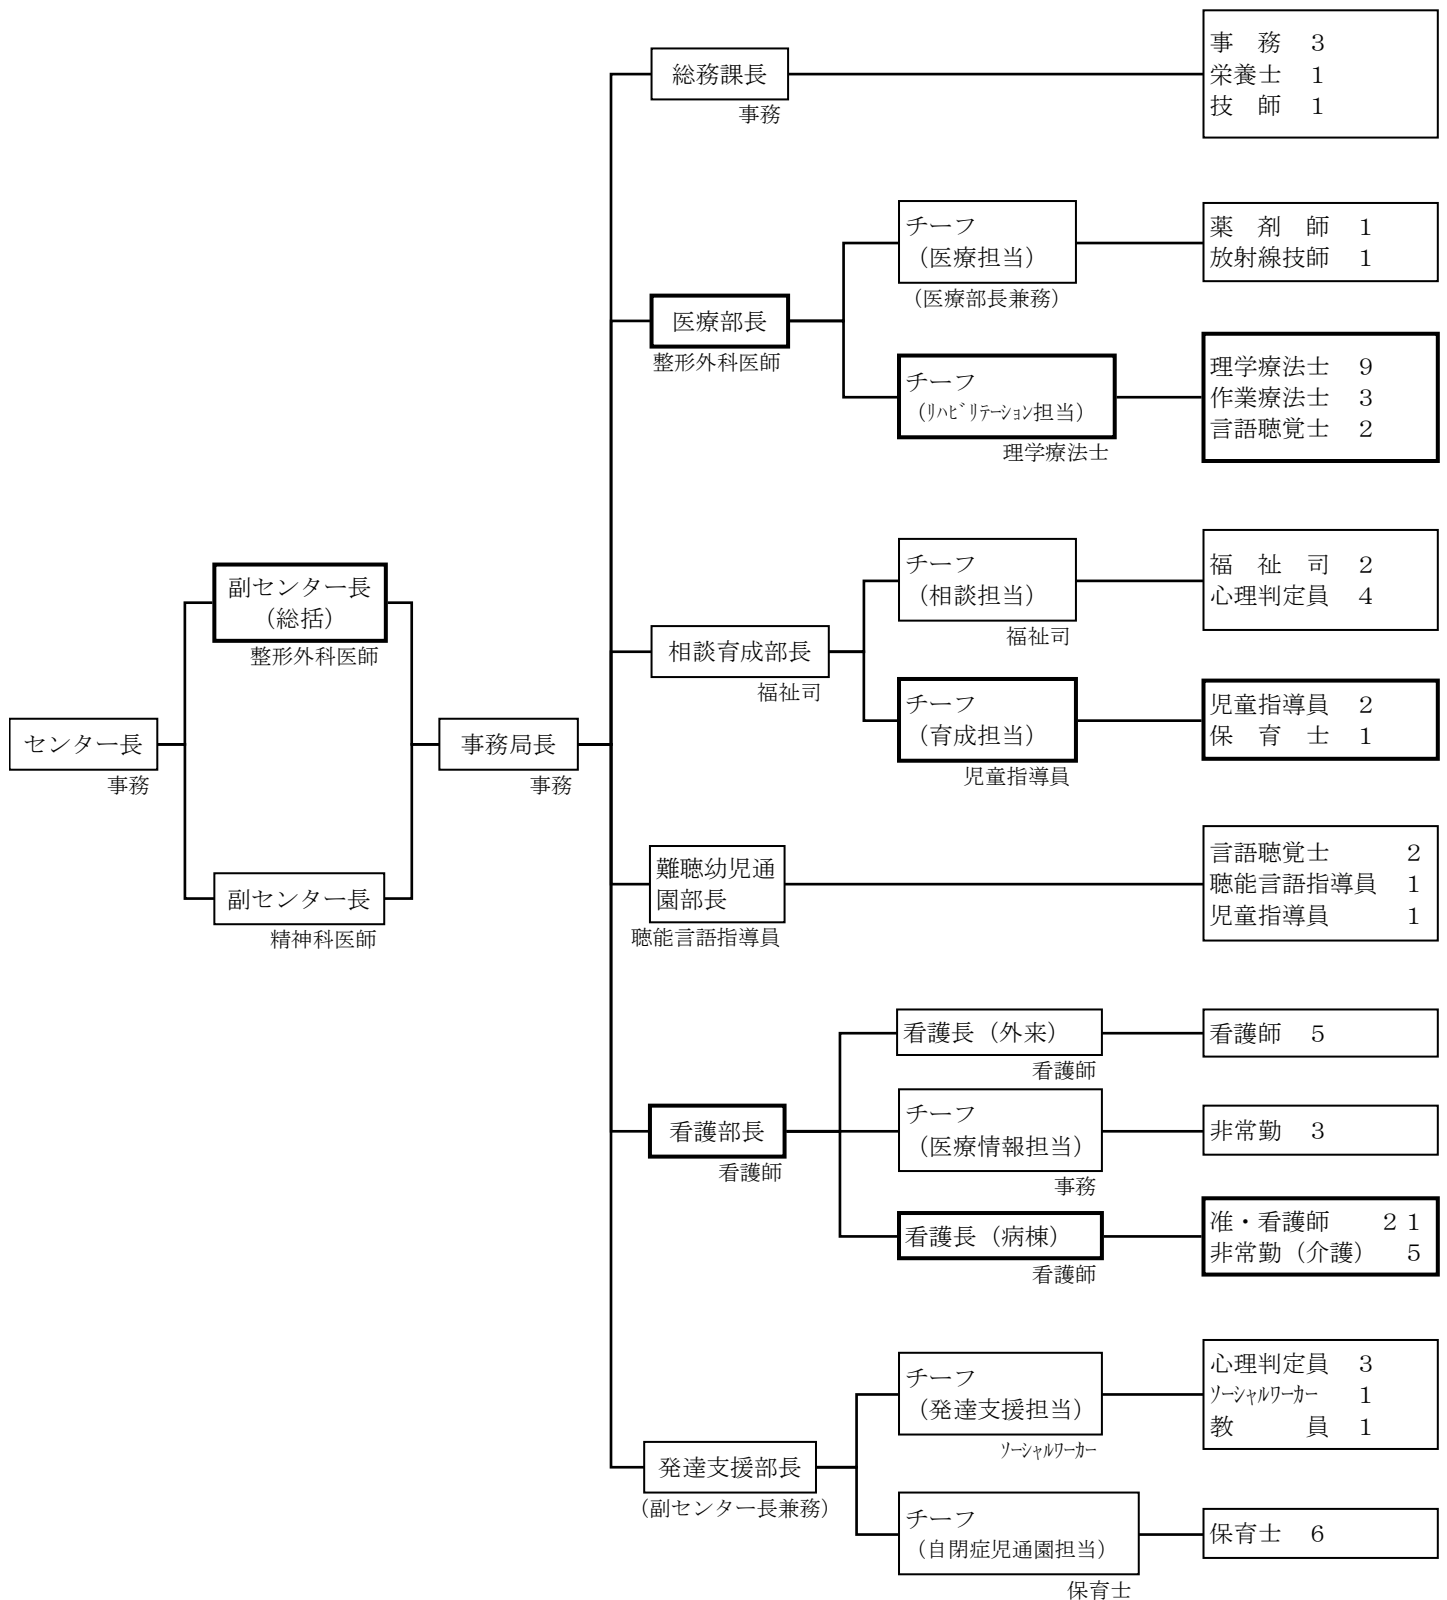 センター長
事務
副センター長
（総括）
整形外科医師
副センター長
精神科医師
事務局長
事務
総務課長
事務
事　務　３
栄養士　１
技　師　１
医療部長
整形外科医師
チーフ
（医療担当）
（医療部長兼務）
薬　剤　師　１
放射線技師　１
チーフ
（ﾘﾊﾋﾞﾘﾃｰｼｮﾝ担当）
理学療法士
理学療法士　９
作業療法士　３
言語聴覚士　２
相談育成部長
福祉司
チーフ
（相談担当）
福祉司
福　祉　司　２
心理判定員　４
チーフ
（育成担当）
児童指導員
児童指導員　２
保　育　士　１
難聴幼児通
園部長
聴能言語指導員
言語聴覚士　　　２
聴能言語指導員　１
児童指導員　　　１
看護部長
看護師
看護長（外来）
看護師
看護師　５
チーフ
（医療情報担当）
事務
非常勤　３
看護長（病棟）
看護師
准・看護師　　２１
非常勤（介護）　５
発達支援部長
（副センター長兼務）
チーフ
（発達支援担当）
ｿｰｼｬﾙﾜｰｶｰ
心理判定員　３
ｿｰｼｬﾙﾜｰｶｰ　１
教　　　員　１
チーフ
（自閉症児通園担当）
保育士
保育士　６